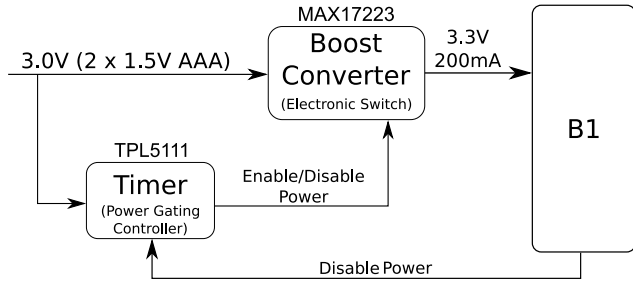 MAX17223
3.0V (2 x 1.5V AAA)
Boost
Converter
(Electronic Switch)
3.3V
200mA
B1
TPL5111
Timer
(Power Gating
Controller)
Enable/Disable
Power
Disable Power